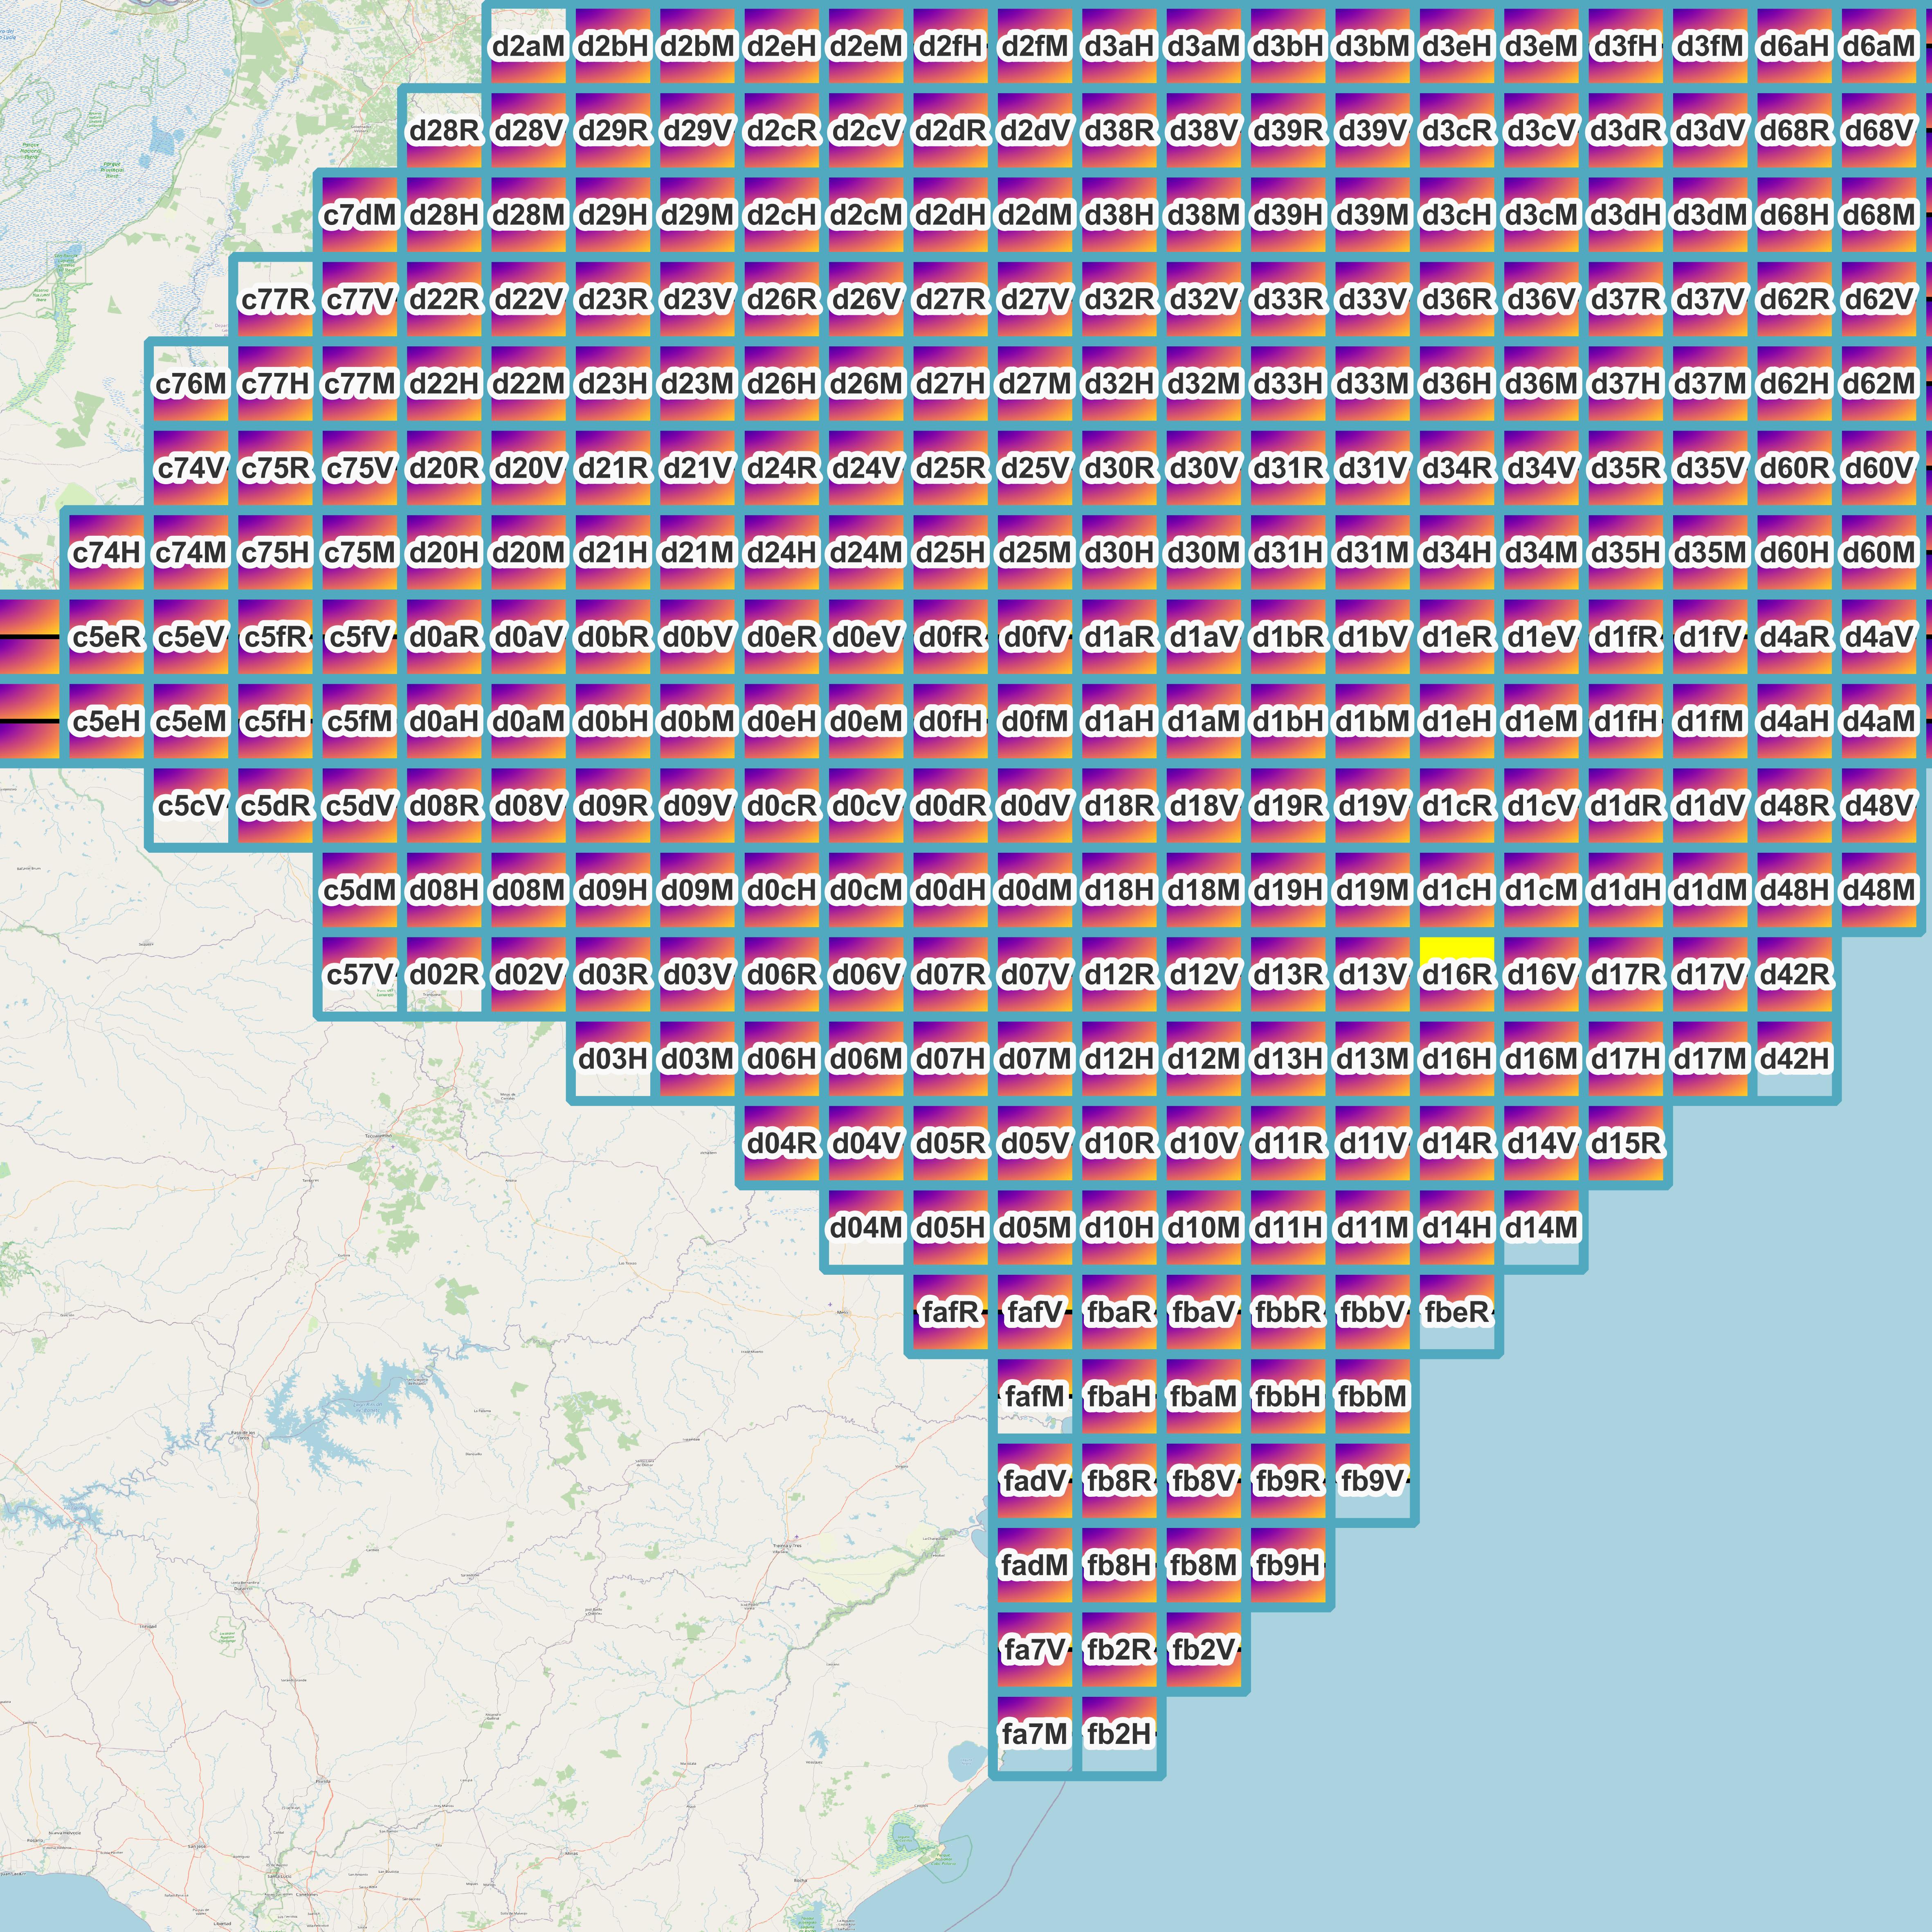 d2aM d2bH d2bM d2eH d2eM d2fH d2fM d3aH d3aM d3bH d3bM d3eH d3eM d3fH d3fM d6aH d6aM
d28R d28V d29R d29V d2cR d2cV d2dR d2dV d38R d38V d39R d39V d3cR d3cV d3dR d3dV d68R d68V
c7dM d28H d28M d29H d29M d2cH d2cM d2dH d2dM d38H d38M d39H d39M d3cH d3cM d3dH d3dM d68H d68M
c77R c77V d22R d22V d23R d23V d26R d26V d27R d27V d32R d32V d33R d33V d36R d36V d37R d37V d62R d62V
c76M c77H c77M d22H d22M d23H d23M d26H d26M d27H d27M d32H d32M d33H d33M d36H d36M d37H d37M d62H d62M
c74V c75R c75V d20R d20V d21R d21V d24R d24V d25R d25V d30R d30V d31R d31V d34R d34V d35R d35V d60R d60V
c74H c74M c75H c75M d20H d20M d21H d21M d24H d24M d25H d25M d30H d30M d31H d31M d34H d34M d35H d35M d60H d60M
c5eR c5eV c5fR c5fV d0aR d0aV d0bR d0bV d0eR d0eV d0fR d0fV d1aR d1aV d1bR d1bV d1eR d1eV d1fR d1fV d4aR d4aV
c5eH c5eM c5fH c5fM d0aH d0aM d0bH d0bM d0eH d0eM d0fH d0fM d1aH d1aM d1bH d1bM d1eH d1eM d1fH d1fM d4aH d4aM
c5cV c5dR c5dV d08R d08V d09R d09V d0cR d0cV d0dR d0dV d18R d18V d19R d19V d1cR d1cV d1dR d1dV d48R d48V
c5dM d08H d08M d09H d09M d0cH d0cM d0dH d0dM d18H d18M d19H d19M d1cH d1cM d1dH d1dM d48H d48M
c57V d02R d02V d03R d03V d06R d06V d07R d07V d12R d12V d13R d13V d16R d16V d17R d17V d42R
d03H d03M d06H d06M d07H d07M d12H d12M d13H d13M d16H d16M d17H d17M d42H
d04R d04V d05R d05V d10R d10V d11R d11V d14R d14V d15R
d04M d05H d05M d10H d10M d11H d11M d14H d14M
fafR fafV fbaR fbaV fbbR fbbV fbeR
fafM fbaH fbaM fbbH fbbM
fadV fb8R fb8V fb9R fb9V
fadM fb8H fb8M fb9H
fa7V fb2R fb2V
fa7M fb2H